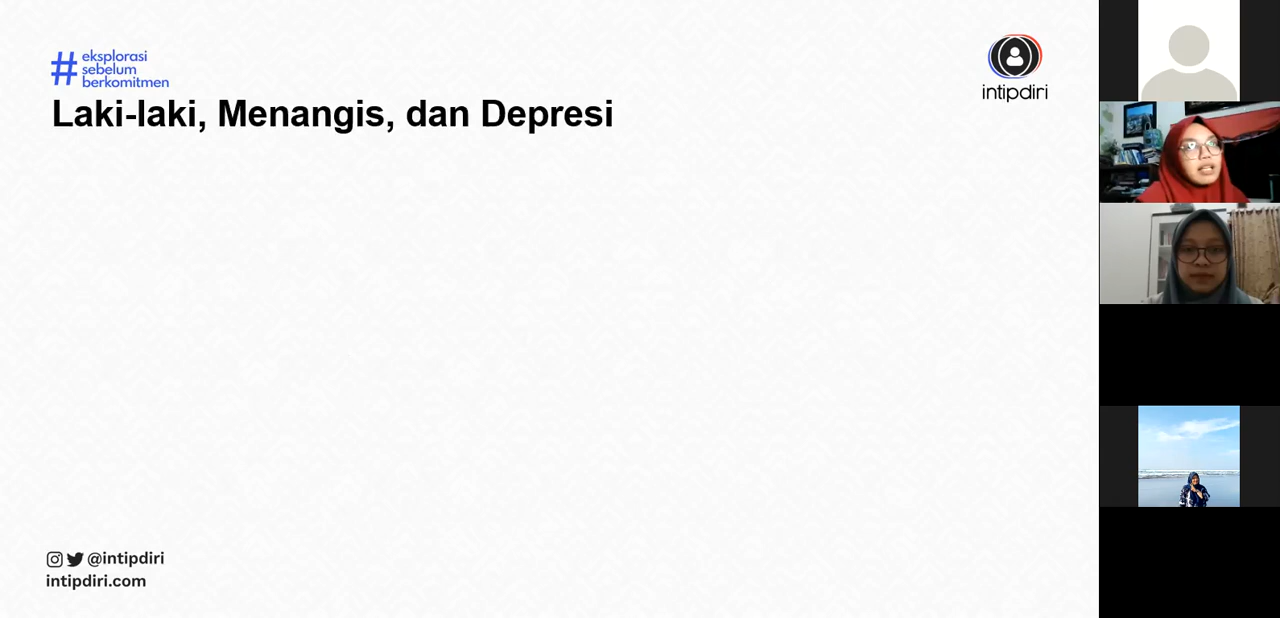 #
eksplorasi
sebelum
berkomitmen
intipdiri
Laki-laki, Menangis, dan Depresi
@intipdiri
intipdiri.com